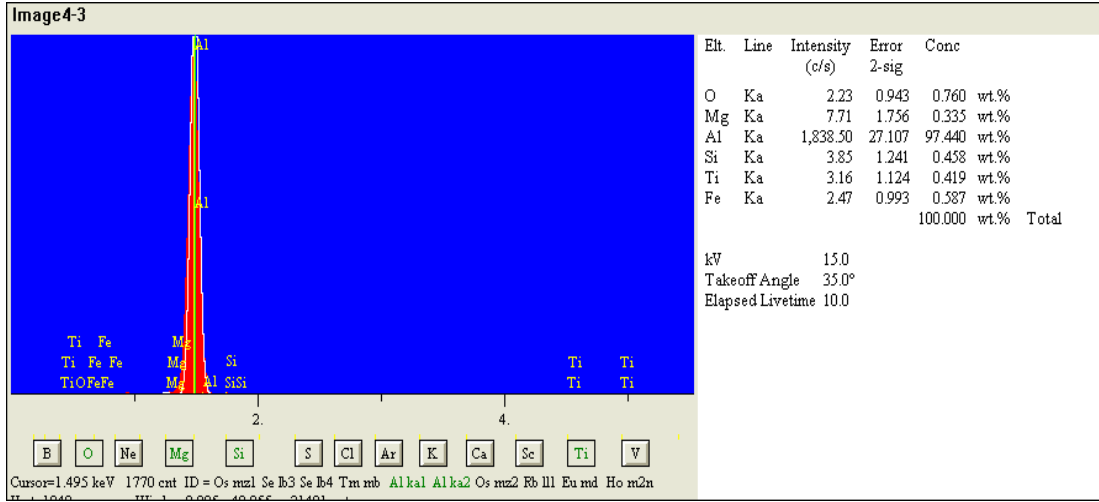 Image4-3
Al
Al
Ti Fe Mg
Ti Fe Fe Mg Si Ti Ti
TiOFeFe Mg Al SiSi Ti Ti
2. 4.
B O Ne Mg Si S Cl Ar K Ca Sc Ti V
Cursor=1.495 keV 1770 cnt ID = Os mz1 Se lb3 Se lb4 Tm mb Al ka1 Al ka2 Os mz2 Rb ll1 Eu md Ho m2n
Elt. Line Intensity Error Conc
(c/s) 2-sig
O Ka 2.23 0.943 0.760 wt.%
Mg Ka 7.71 1.756 0.335 wt.%
Al Ka 1,838.50 27.107 97.440 wt.%
Si Ka 3.85 1.241 0.458 wt.%
Ti Ka 3.16 1.124 0.419 wt.%
Fe Ka 2.47 0.993 0.587 wt.%
100.000 wt.% Total
kV 15.0
Takeoff Angle 35.0°
Elapsed Livetime 10.0